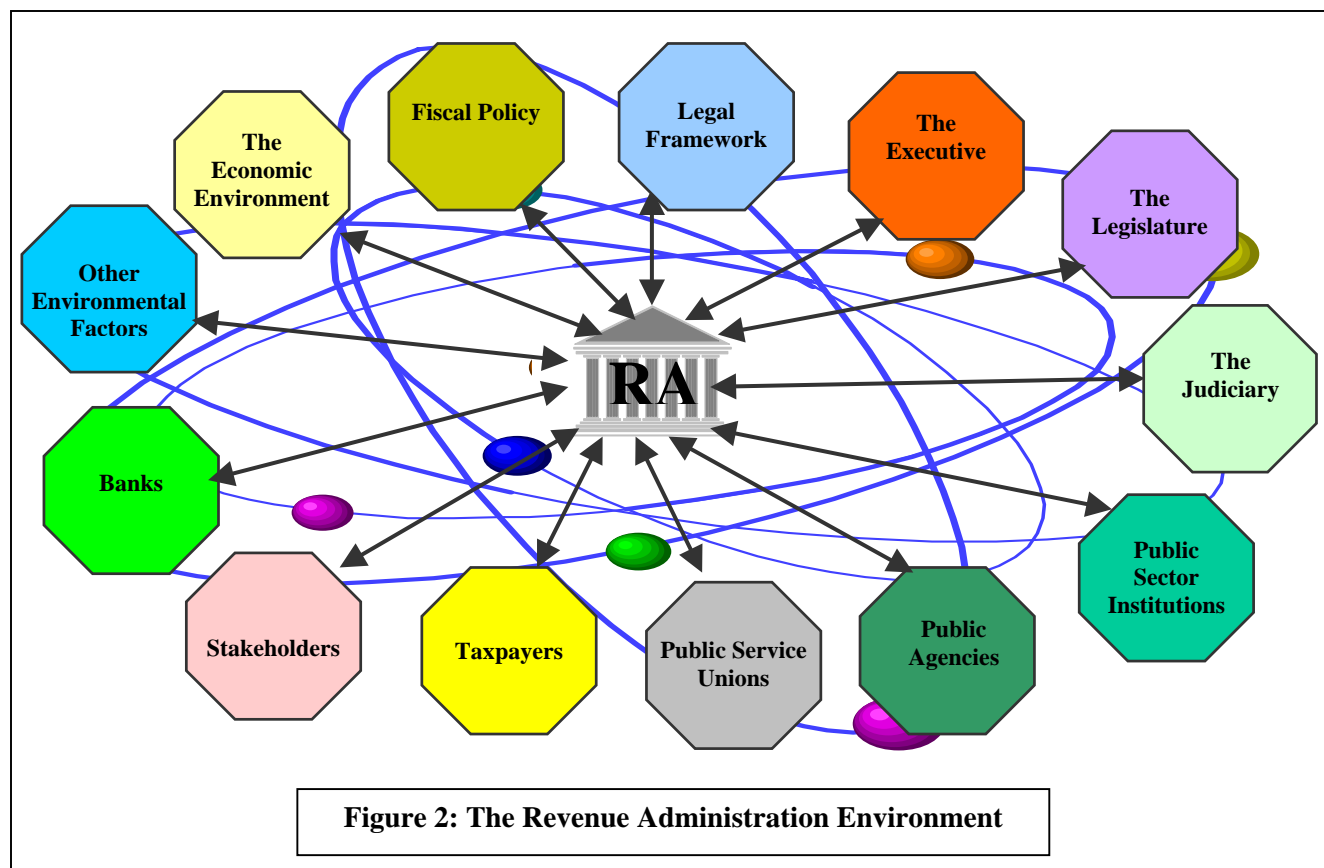 Fiscal Policy
Legal
Framework
The
Executive
The
Economic
Environment
The
Legislature
Other
Environmental
Factors
RA
The
Judiciary
Banks
Public
Sector
Institutions
Stakeholders
Taxpayers
Public Service
Unions
Public
Agencies
Figure 2: The Revenue Administration Environment